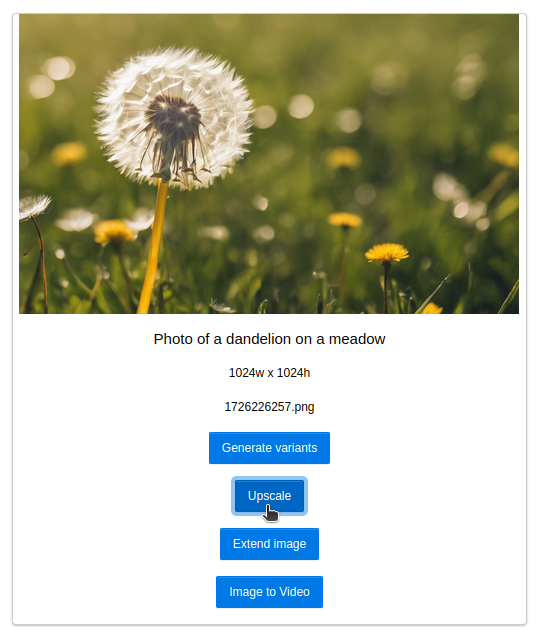 Photo of a dandelion on a meadow
1024w x 1024h
1726226257.png
Generate variants
Upscale
Extend image
Image to Video